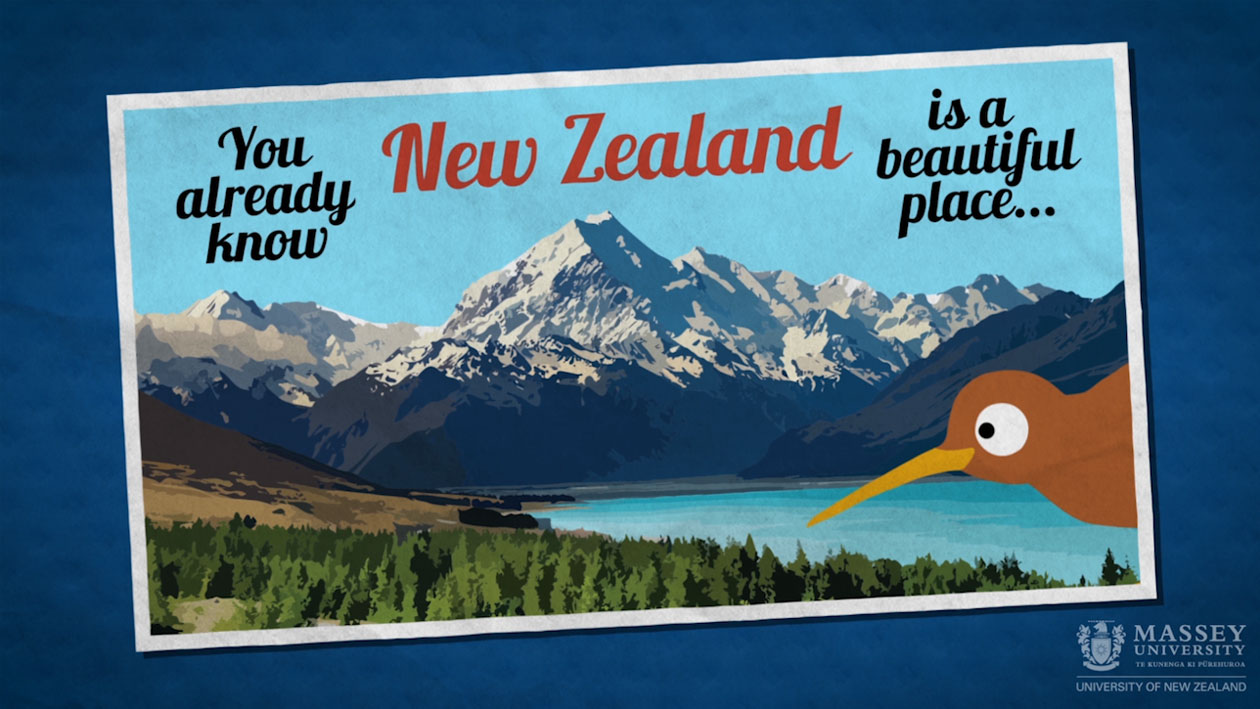 You
already
know
New Zealand
is a
beautiful
place...
MASSEY
UNIVERSITY
TE KUNENGA KI PŪREHUROA
UNIVERSITY OF NEW ZEALAND